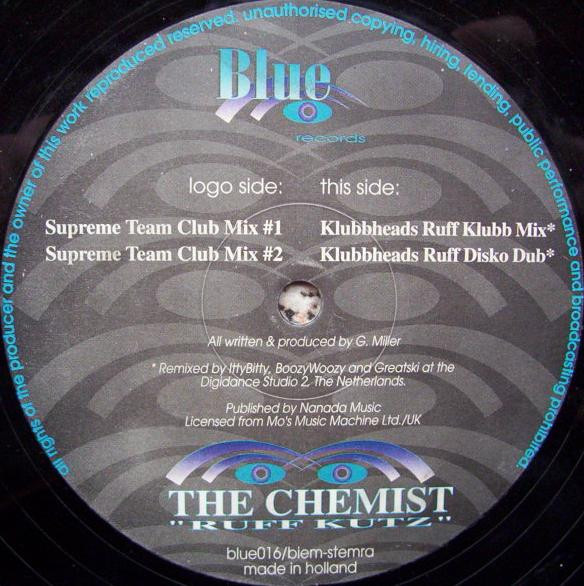 all rights of the producer and the owner of this work reproduced reserved. unauthorised copying, hiring, lending, public performance and broadcasting prohibited.
Blue
records
logo side: this side:
Supreme Team Club Mix #1 Klubbheads Ruff Klubb Mix*
Supreme Team Club Mix #2 Klubbheads Ruff Disko Dub*
All written & produced by G. Miller
* Remixed by IttyBitty, BoozyWoozy and Greatski at the
Digidance Studio 2, The Netherlands.
Published by Nanada Music
Licensed from Mo's Music Machine Ltd./UK
THE CHEMIST
"RUFF KUTZ"
blue016/biem-stemra
made in holland